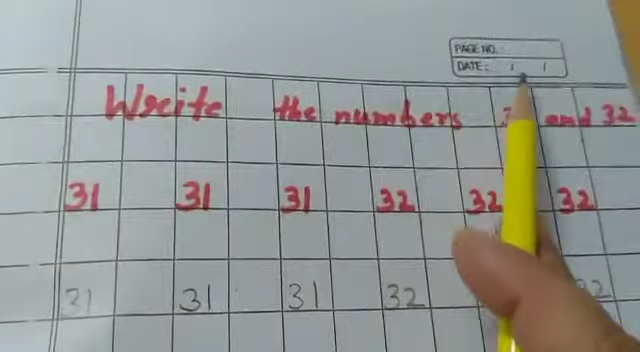 PAGE NO.:
DATE: / /
Write the numbers and 32
31 31 31 32 32 32
31 31 31 32